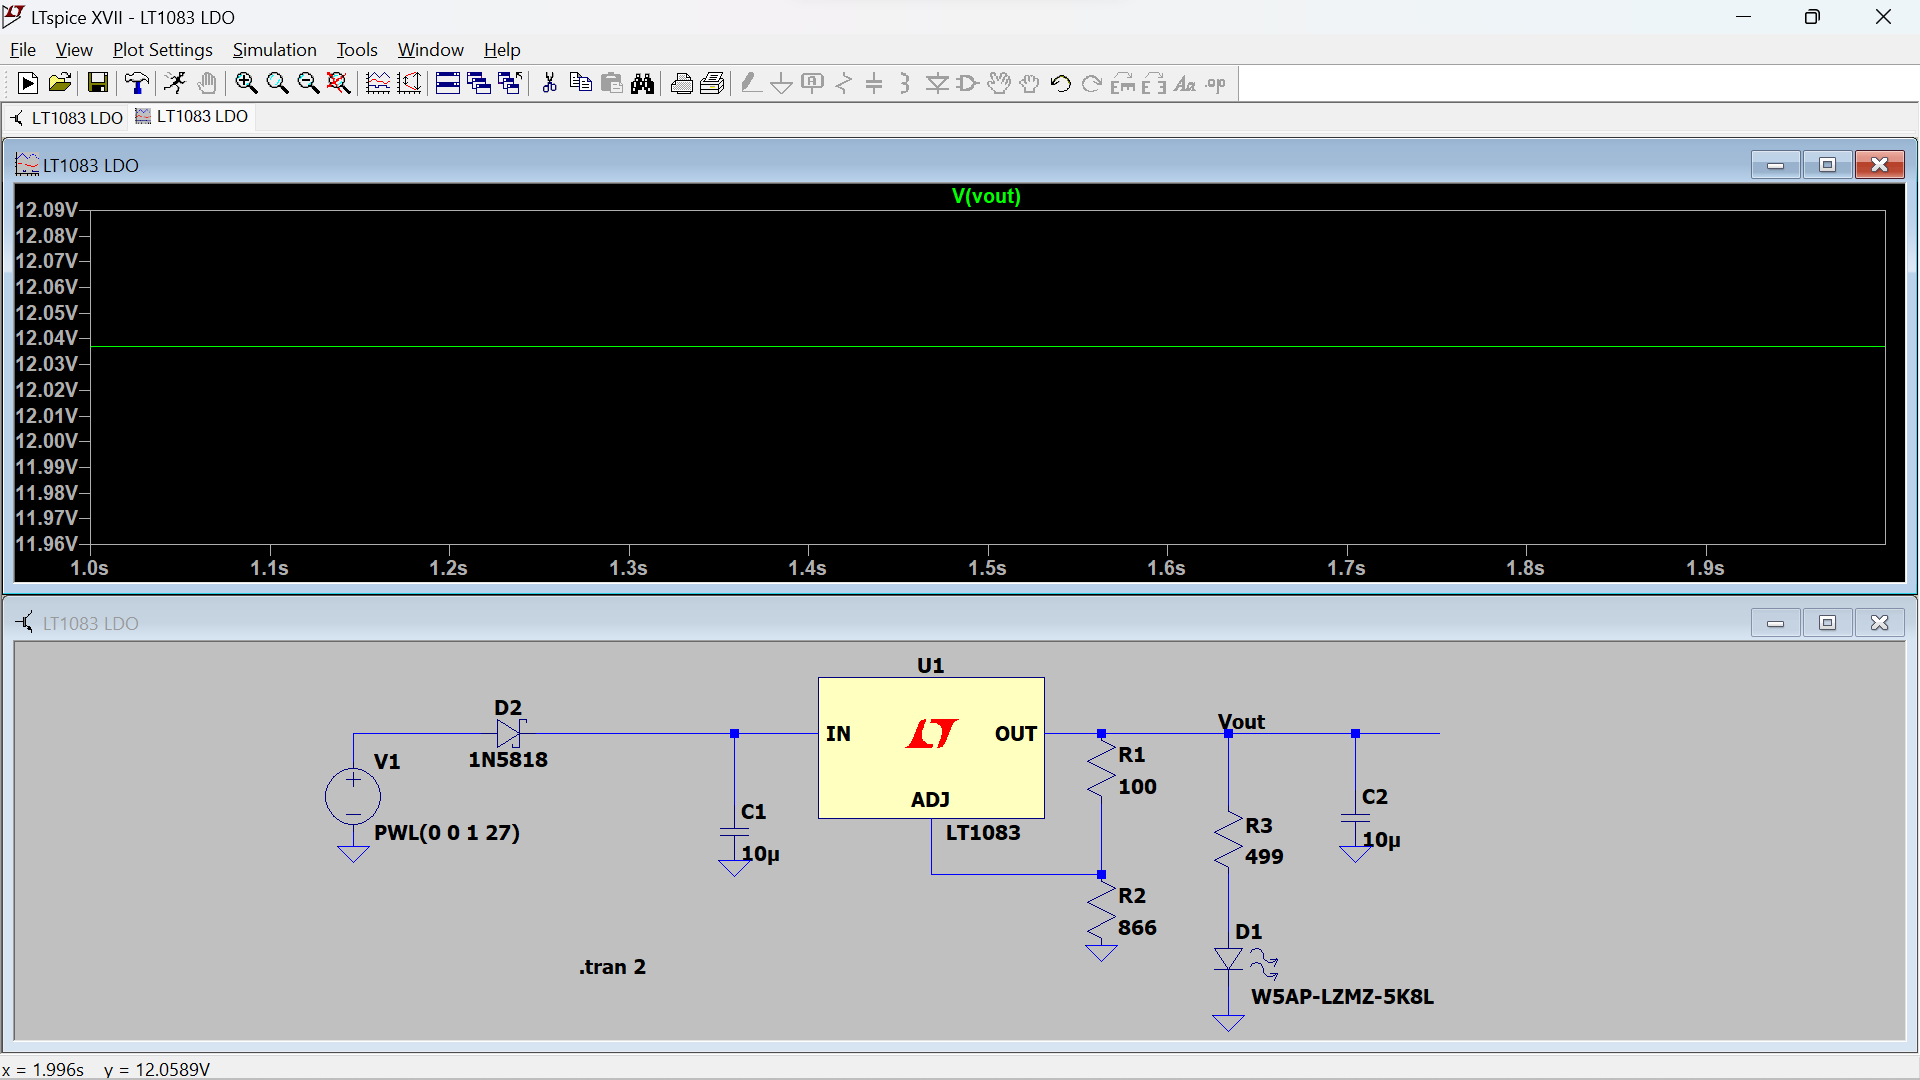 LTspice XVII - LT1083 LDO
File View Plot Settings Simulation Tools Window Help
LT1083 LDO LT1083 LDO
LT1083 LDO
V(vout)
12.09V
12.08V
12.07V
12.06V
12.05V
12.04V
12.03V
12.02V
12.01V
12.00V
11.99V
11.98V
11.97V
11.96V
1.0s 1.1s 1.2s 1.3s 1.4s 1.5s 1.6s 1.7s 1.8s 1.9s
LT1083 LDO
U1
D2
1N5818
IN OUT
ADJ
LT1083
Vout
V1
PWL(0 0 1 27)
C1
10µ
R1
100
R2
866
R3
499
C2
10µ
D1
W5AP-LZMZ-5K8L
.tran 2
x = 1.996s y = 12.0589V